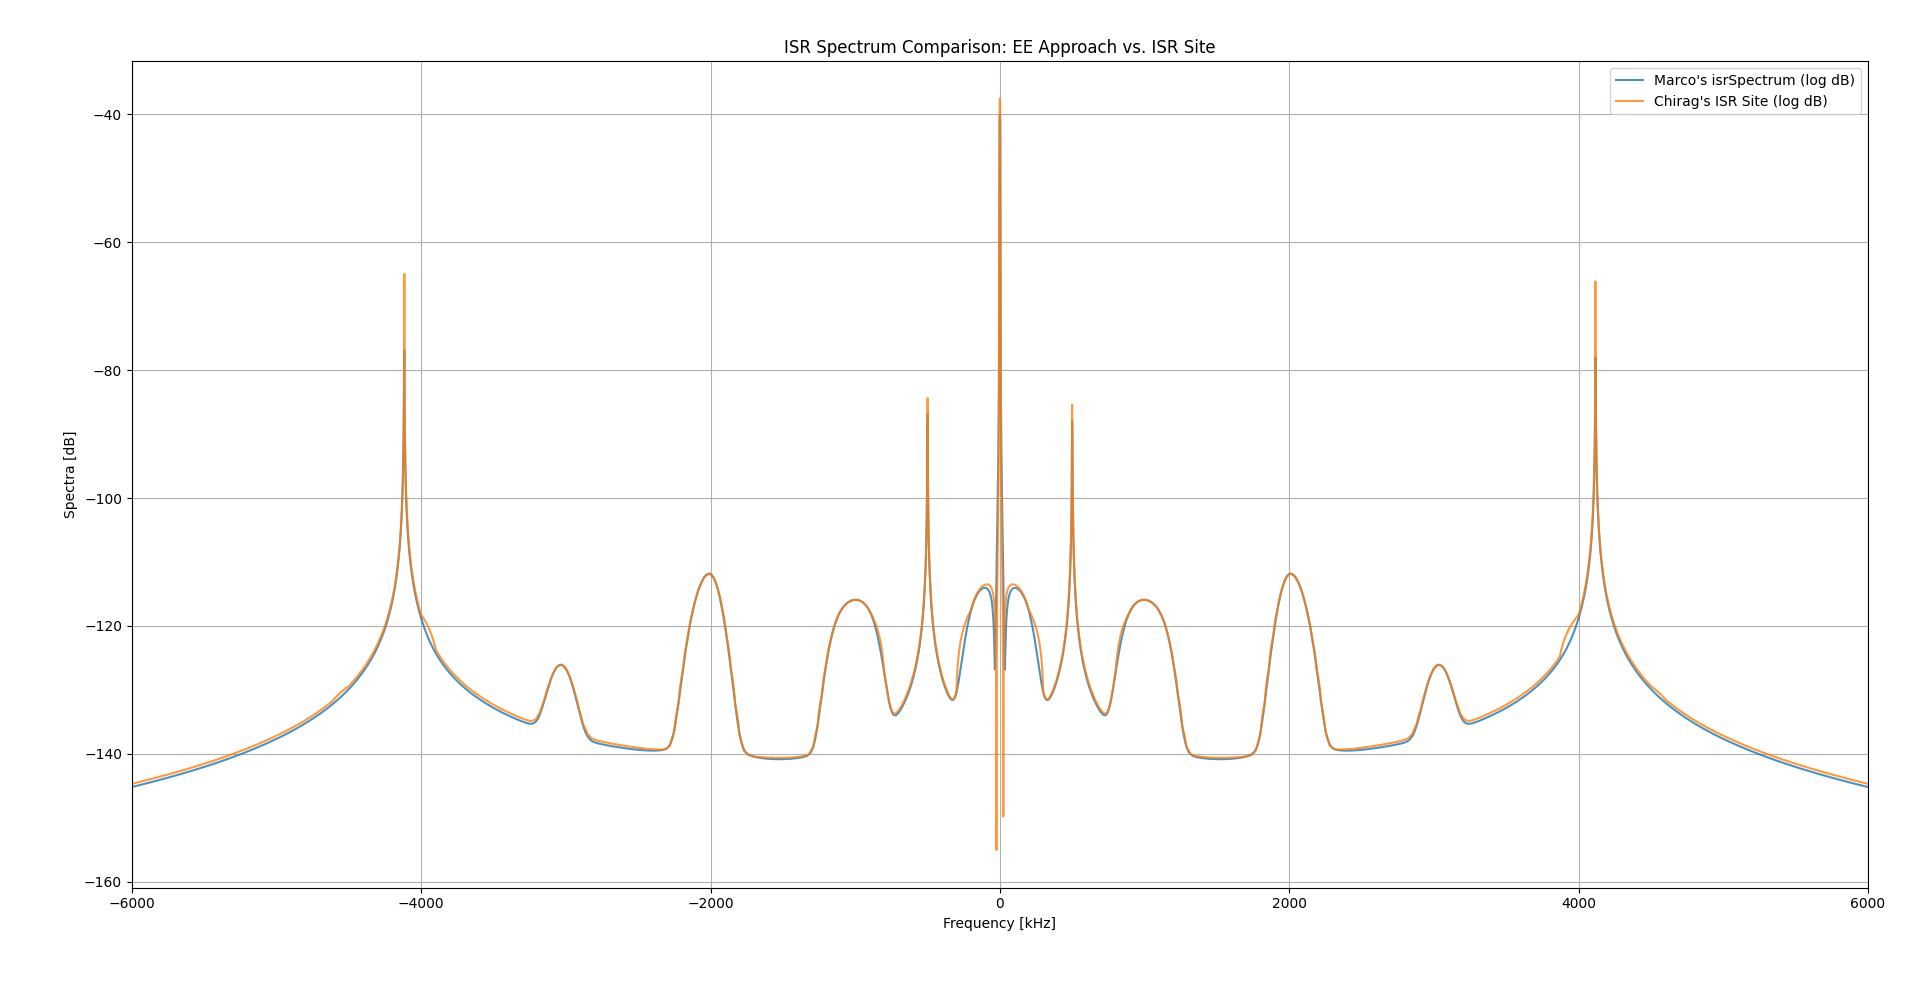 ISR Spectrum Comparison: EE Approach vs. ISR Site
Marco's isrSpectrum (log dB)
Chirag's ISR Site (log dB)
Spectra [dB]
−40
−60
−80
−100
−120
−140
−160
−6000
−4000
−2000
0
2000
4000
6000
Frequency [kHz]